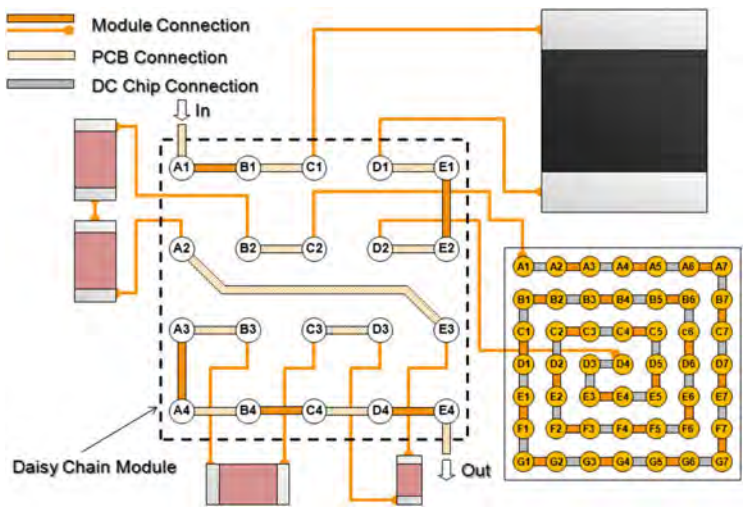 Module Connection
PCB Connection
DC Chip Connection
In
A1 B1 C1 D1 E1
B2 C2 D2 E2
A2
A3 B3 C3 D3 E3
A4 B4 C4 D4 E4
Daisy Chain Module
Out
A1 A2 A3 A4 A5 A6 A7
B1 B2 B3 B4 B5 B6 B7
C1 C2 C3 C4 C5 c6 C7
D1 D2 D3 D4 D5 D6 D7
E1 E2 E3 E4 E5 E6 E7
F1 F2 F3 F4 F5 F6 F7
G1 G2 G3 G4 G5 G6 G7